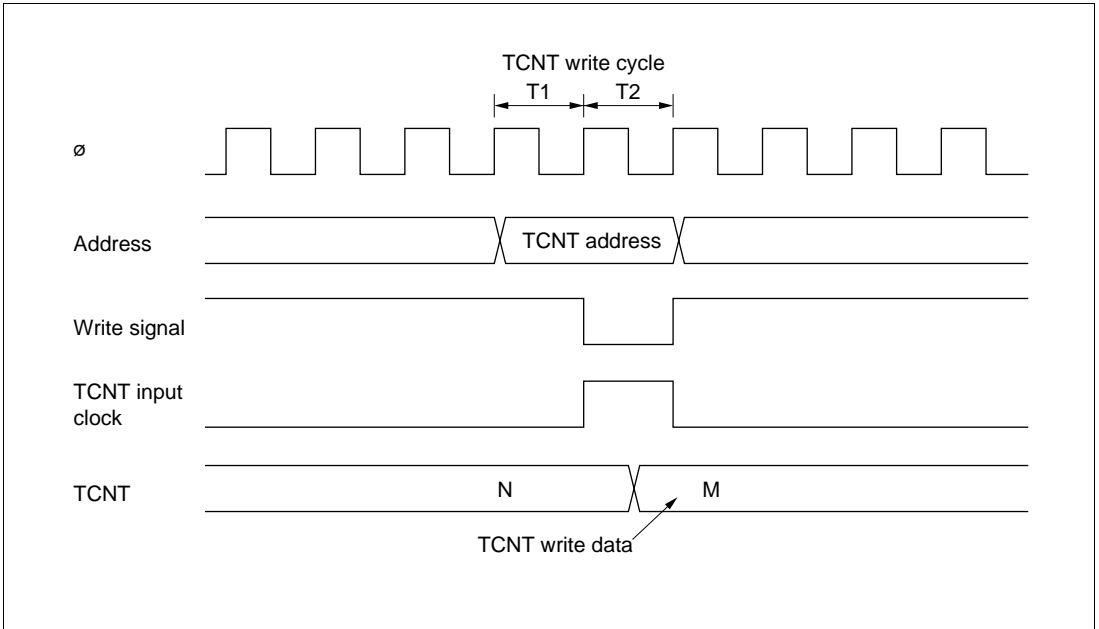 TCNT write cycle
T1 T2
ø
Address
TCNT address
Write signal
TCNT input
clock
TCNT
N
M
TCNT write data